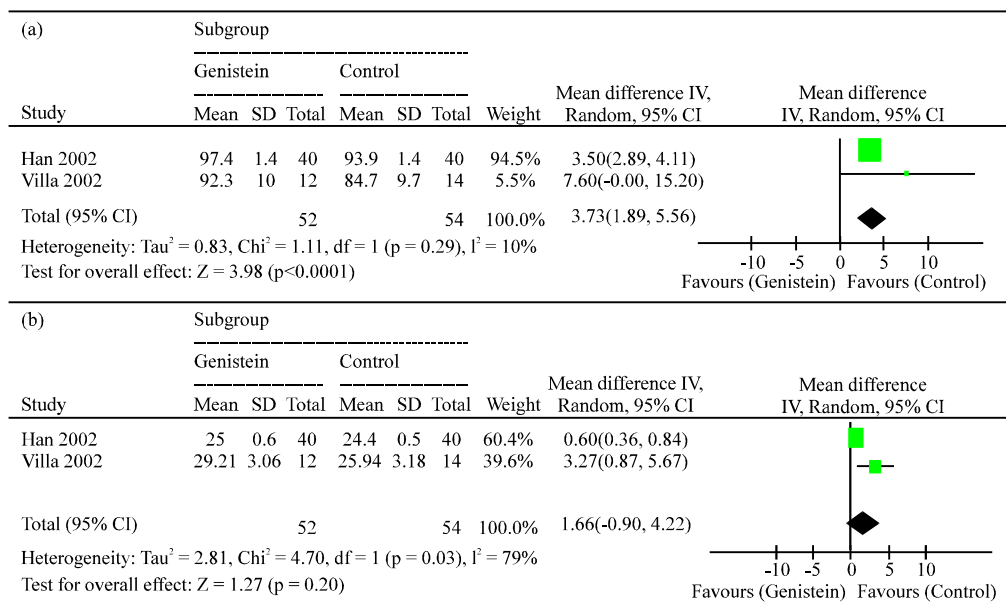 (a) Subgroup
Genistein Control
Mean difference IV, Mean difference
Study Mean SD Total Mean SD Total Weight Random, 95% CI IV, Random, 95% CI
Han 2002 97.4 1.4 40 93.9 1.4 40 94.5% 3.50(2.89, 4.11)
Villa 2002 92.3 10 12 84.7 9.7 14 5.5% 7.60(-0.00, 15.20)
Total (95% CI) 52 54 100.0% 3.73(1.89, 5.56)
Heterogeneity: Tau² = 0.83, Chi² = 1.11, df = 1 (p = 0.29), I² = 10%
Test for overall effect: Z = 3.98 (p<0.0001)
-10 -5 0 5 10
Favours (Genistein) Favours (Control)
(b) Subgroup
Genistein Control
Mean difference IV, Mean difference
Study Mean SD Total Mean SD Total Weight Random, 95% CI IV, Random, 95% CI
Han 2002 25 0.6 40 24.4 0.5 40 60.4% 0.60(0.36, 0.84)
Villa 2002 29.21 3.06 12 25.94 3.18 14 39.6% 3.27(0.87, 5.67)
Total (95% CI) 52 54 100.0% 1.66(-0.90, 4.22)
Heterogeneity: Tau² = 2.81, Chi² = 4.70, df = 1 (p = 0.03), I² = 79%
Test for overall effect: Z = 1.27 (p = 0.20)
-10 -5 0 5 10
Favours (Genistein) Favours (Control)